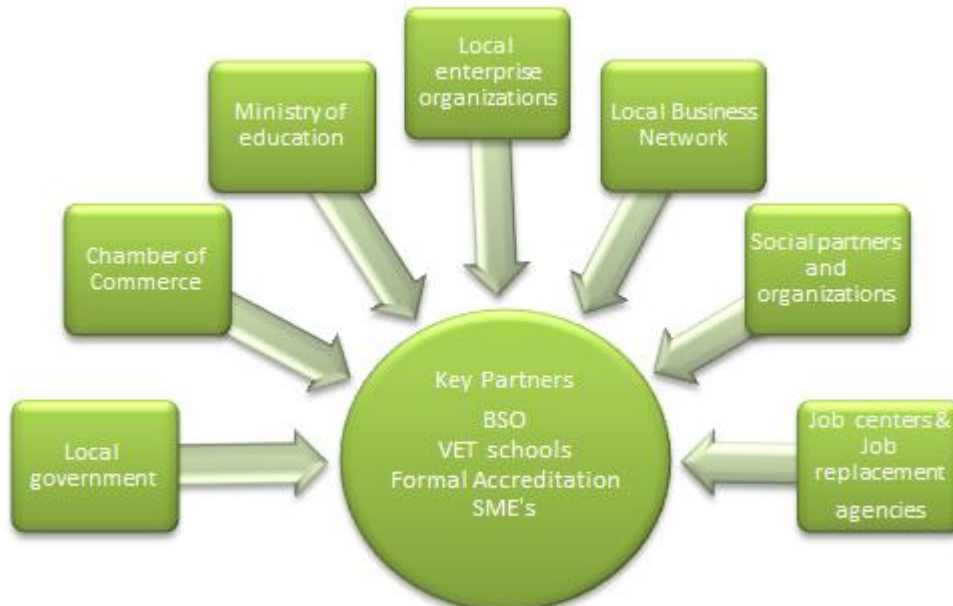 Local
enterprise
organizations
Ministry of
education
Local Business
Network
Chamber of
Commerce
Social partners
and
organizations
Key Partners
BSO
VET schools
Formal Accreditation
SME's
Local
government
Job centers &
Job
replacement
agencies